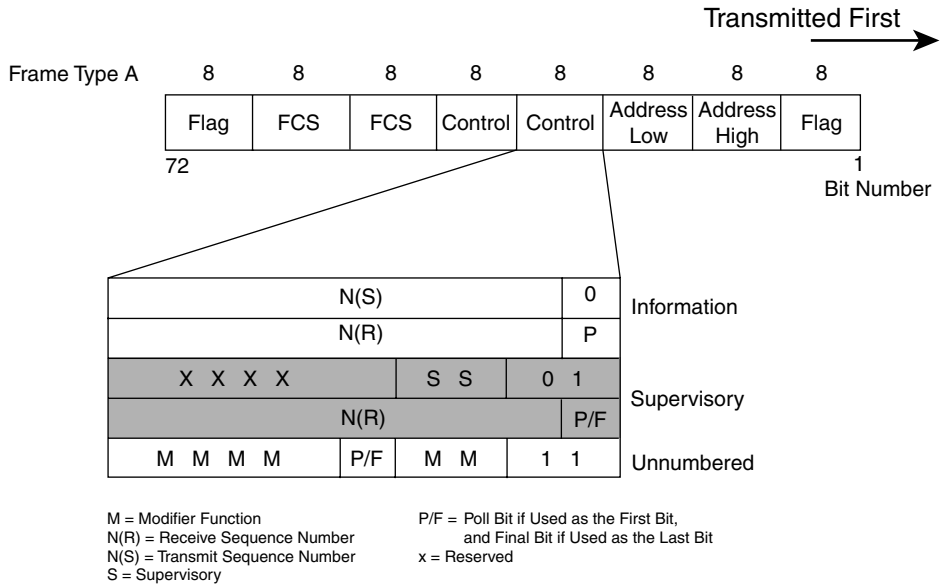 Transmitted First
Frame Type A 8 8 8 8 8 8 8 8
Flag FCS FCS Control Control Address Low Address High Flag
72 1
Bit Number
N(S) 0 Information
N(R) P
X X X X S S 0 1 Supervisory
N(R) P/F
M M M M P/F M M 1 1 Unnumbered
M = Modifier Function
N(R) = Receive Sequence Number
N(S) = Transmit Sequence Number
S = Supervisory
P/F = Poll Bit if Used as the First Bit,
and Final Bit if Used as the Last Bit
x = Reserved